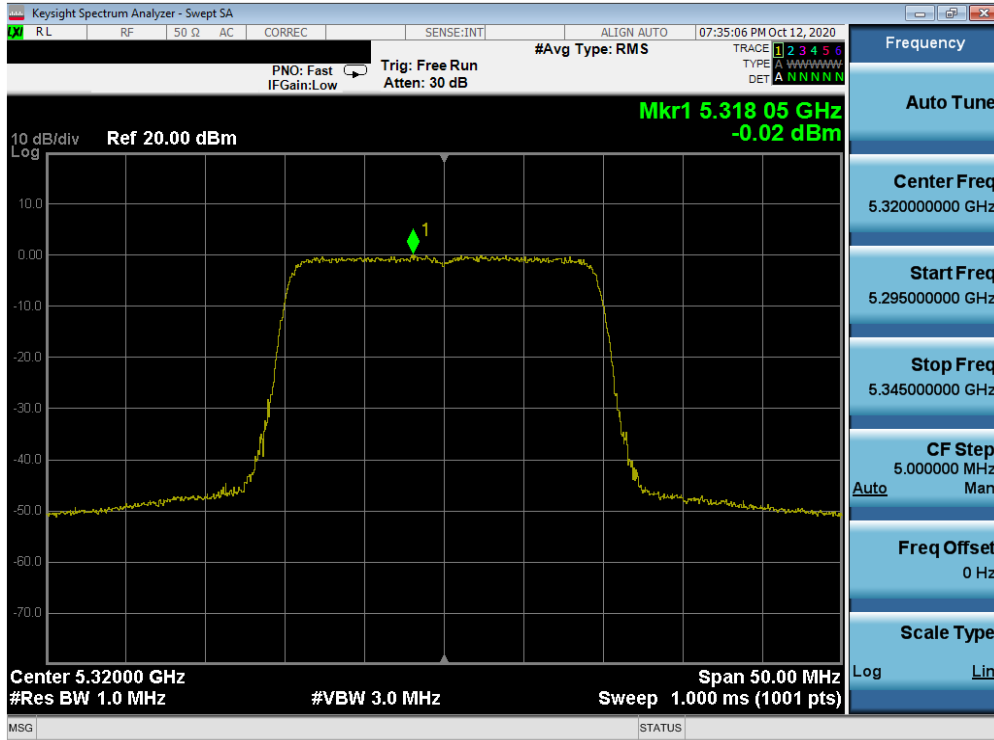 Keysight Spectrum Analyzer - Swept SA
LXI RL RF 50 Ω AC CORREC SENSE:INT ALIGN AUTO 07:35:06 PM Oct 12, 2020
#Avg Type: RMS
TRACE 1 2 3 4 5 6
TYPE A WWWWW
DET A N N N N N
PNO: Fast
IFGain:Low
Trig: Free Run
Atten: 30 dB
Mkr1 5.318 05 GHz
-0.02 dBm
10 dB/div Ref 20.00 dBm
Log
10.0
0.00
-10.0
-20.0
-30.0
-40.0
-50.0
-60.0
-70.0
1
Center 5.32000 GHz Span 50.00 MHz
#Res BW 1.0 MHz #VBW 3.0 MHz Sweep 1.000 ms (1001 pts)
MSG STATUS
Frequency
Auto Tune
Center Freq
5.320000000 GHz
Start Freq
5.295000000 GHz
Stop Freq
5.345000000 GHz
CF Step
5.000000 MHz
Auto Man
Freq Offset
0 Hz
Scale Type
Log Lin